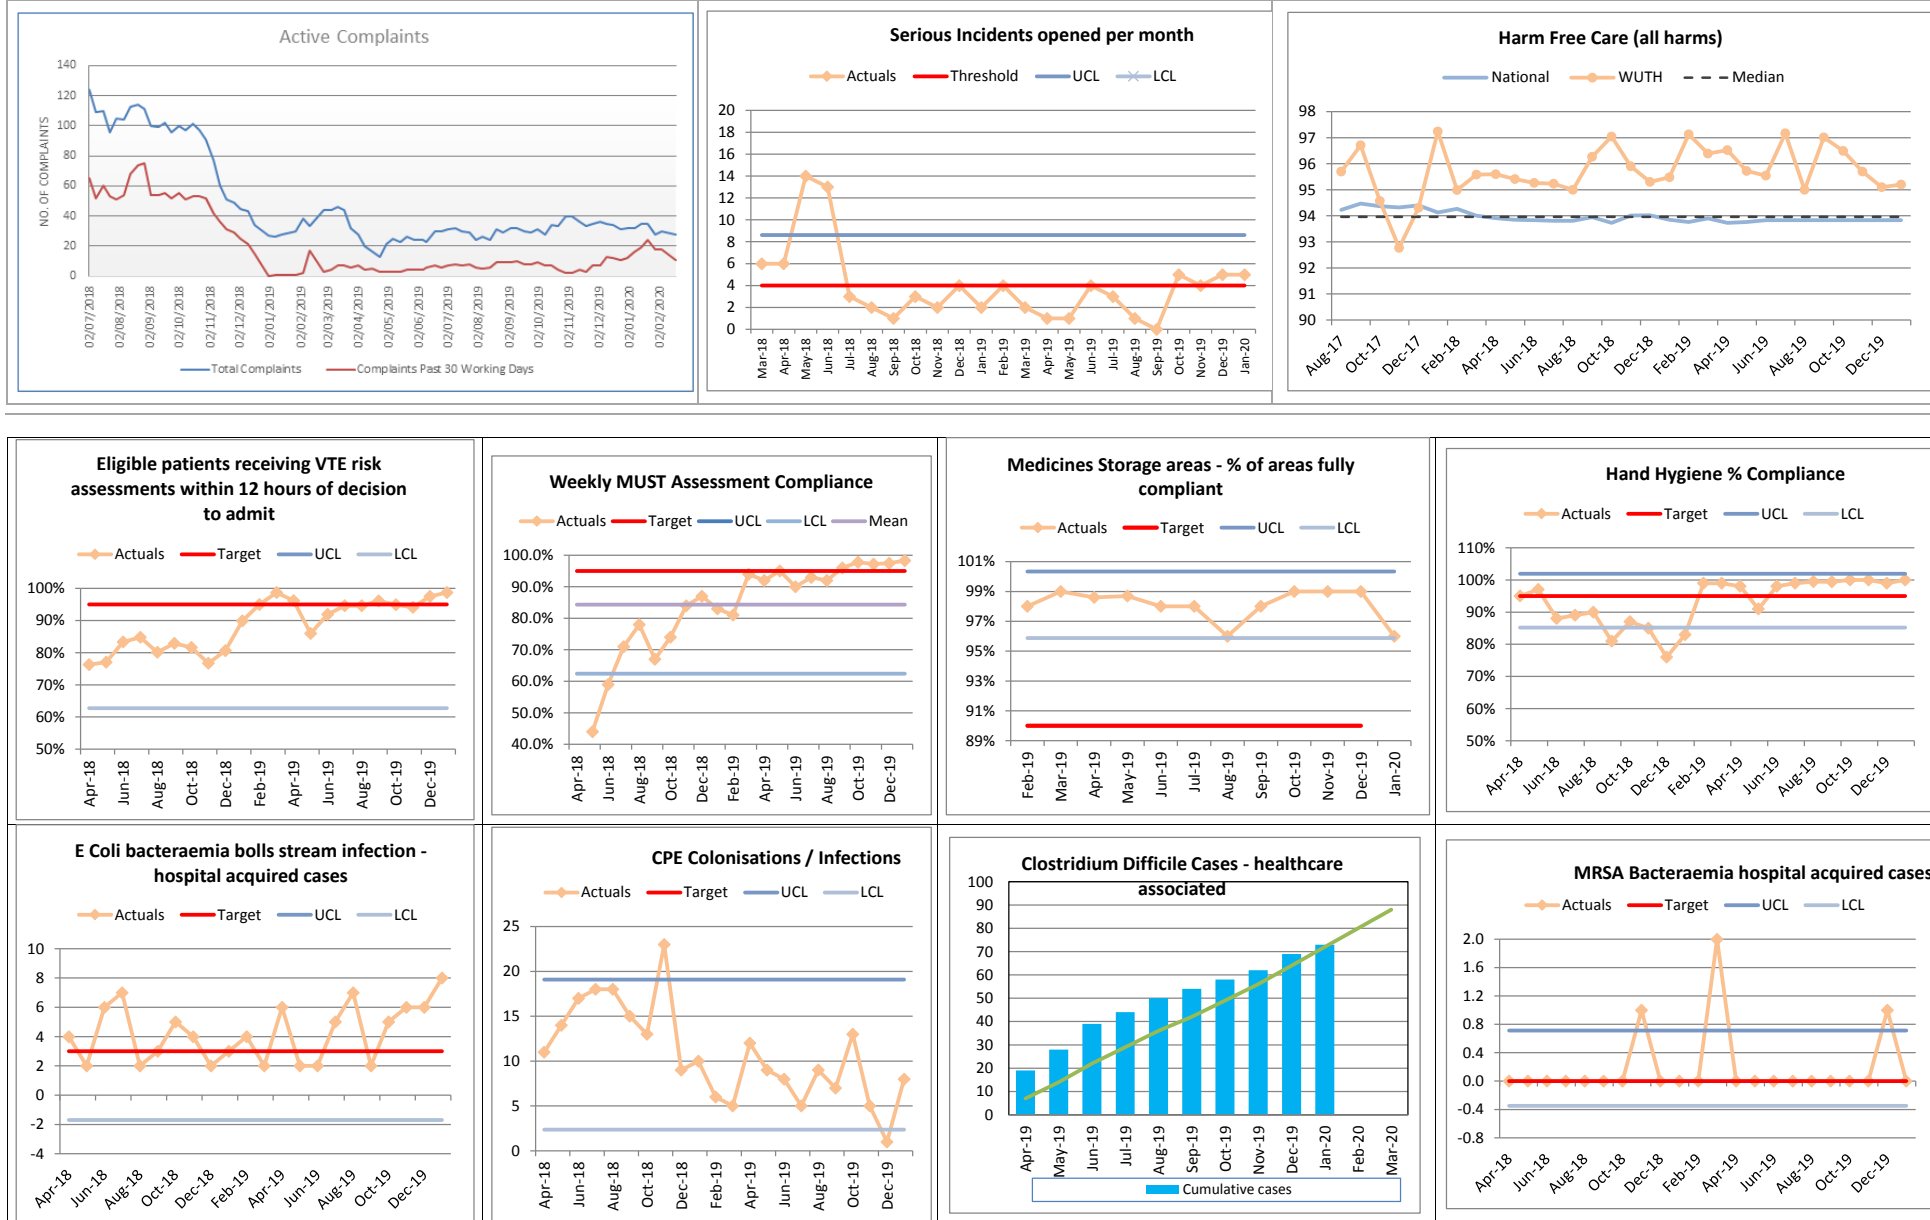 Active Complaints
140
120
100
80
60
40
20
0
NO. OF COMPLAINTS
02/07/2018
02/08/2018
02/09/2018
02/10/2018
02/11/2018
02/12/2018
02/01/2019
02/02/2019
02/03/2019
02/04/2019
02/05/2019
02/06/2019
02/07/2019
02/08/2019
02/09/2019
02/10/2019
02/11/2019
02/12/2019
02/01/2020
02/02/2020
Total Complaints Complaints Past 30 Working Days
Serious Incidents opened per month
Actuals Threshold UCL LCL
20
18
16
14
12
10
8
6
4
2
0
Mar-18
Apr-18
May-18
Jun-18
Jul-18
Aug-18
Sep-18
Oct-18
Nov-18
Dec-18
Jan-19
Feb-19
Mar-19
Apr-19
May-19
Jun-19
Jul-19
Aug-19
Sep-19
Oct-19
Nov-19
Dec-19
Jan-20
Harm Free Care (all harms)
National WUTH Median
98
97
96
95
94
93
92
91
90
Aug-17
Oct-17
Dec-17
Feb-18
Apr-18
Jun-18
Aug-18
Oct-18
Dec-18
Feb-19
Apr-19
Jun-19
Aug-19
Oct-19
Dec-19
Eligible patients receiving VTE risk
assessments within 12 hours of decision
to admit
Actuals Target UCL LCL
100%
90%
80%
70%
60%
50%
Apr-18
Jun-18
Aug-18
Oct-18
Dec-18
Feb-19
Apr-19
Jun-19
Aug-19
Oct-19
Dec-19
Weekly MUST Assessment Compliance
Actuals Target UCL LCL Mean
100.0%
90.0%
80.0%
70.0%
60.0%
50.0%
40.0%
Apr-18
Jun-18
Aug-18
Oct-18
Dec-18
Feb-19
Apr-19
Jun-19
Aug-19
Oct-19
Dec-19
Medicines Storage areas - % of areas fully
compliant
Actuals Target UCL LCL
101%
99%
97%
95%
93%
91%
89%
Feb-19
Mar-19
Apr-19
May-19
Jun-19
Jul-19
Aug-19
Sep-19
Oct-19
Nov-19
Dec-19
Jan-20
Hand Hygiene % Compliance
Actuals Target UCL LCL
110%
100%
90%
80%
70%
60%
50%
Apr-18
Jun-18
Aug-18
Oct-18
Dec-18
Feb-19
Apr-19
Jun-19
Aug-19
Oct-19
Dec-19
E Coli bacteraemia bolls stream infection -
hospital acquired cases
Actuals Target UCL LCL
10
8
6
4
2
0
-2
-4
Apr-18
Jun-18
Aug-18
Oct-18
Dec-18
Feb-19
Apr-19
Jun-19
Aug-19
Oct-19
Dec-19
CPE Colonisations / Infections
Actuals Target UCL LCL
25
20
15
10
5
0
Apr-18
Jun-18
Aug-18
Oct-18
Dec-18
Feb-19
Apr-19
Jun-19
Aug-19
Oct-19
Dec-19
Clostridium Difficile Cases - healthcare
associated
100
90
80
70
60
50
40
30
20
10
0
Apr-19
May-19
Jun-19
Jul-19
Aug-19
Sep-19
Oct-19
Nov-19
Dec-19
Jan-20
Feb-20
Mar-20
Cumulative cases
MRSA Bacteraemia hospital acquired cases
Actuals Target UCL LCL
2.0
1.6
1.2
0.8
0.4
0.0
-0.4
-0.8
Apr-18
Jun-18
Aug-18
Oct-18
Dec-18
Feb-19
Apr-19
Jun-19
Aug-19
Oct-19
Dec-19